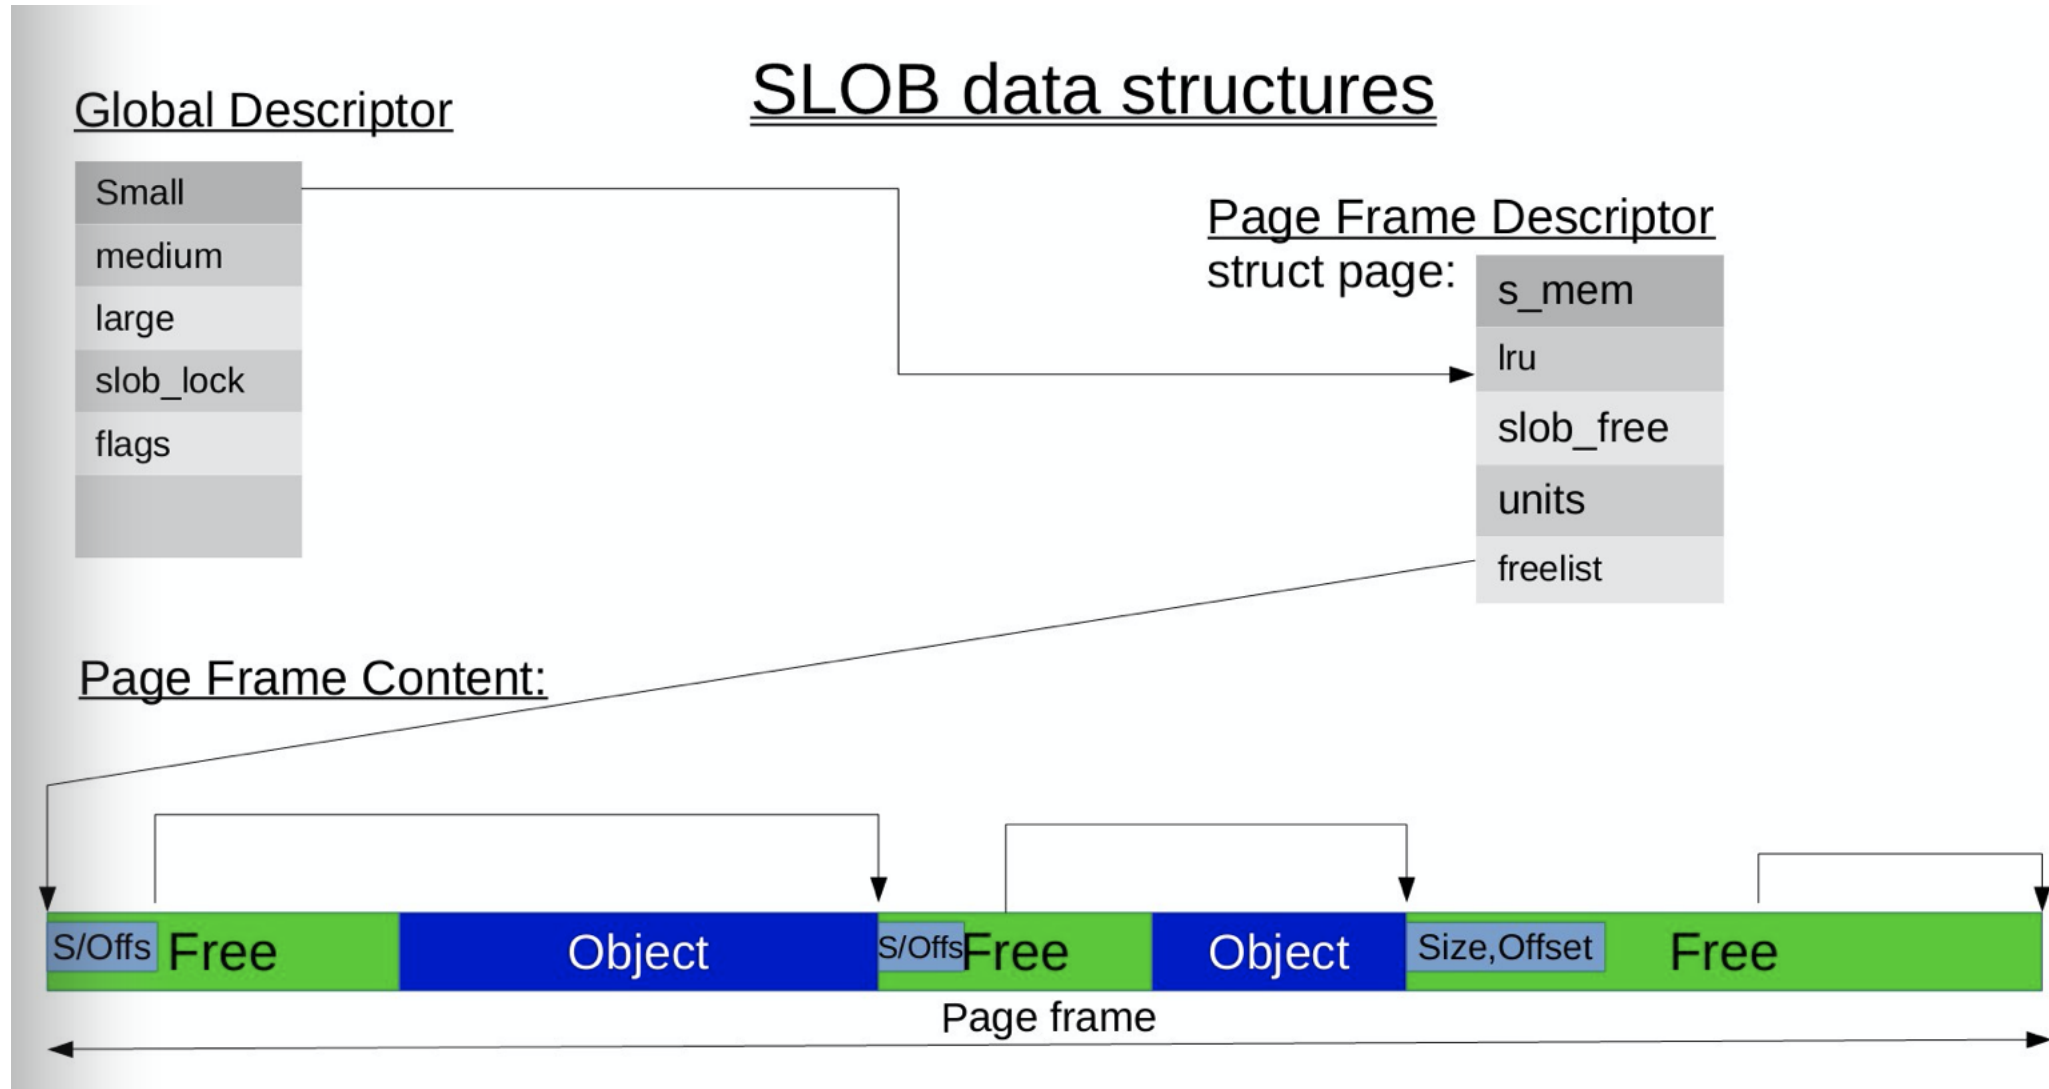 SLOB data structures
Global Descriptor
Small
medium
large
slob_lock
flags
Page Frame Descriptor
struct page:
s_mem
lru
slob_free
units
freelist
Page Frame Content:
S/Offs Free Object S/Offs Free Object Size,Offset Free
Page frame